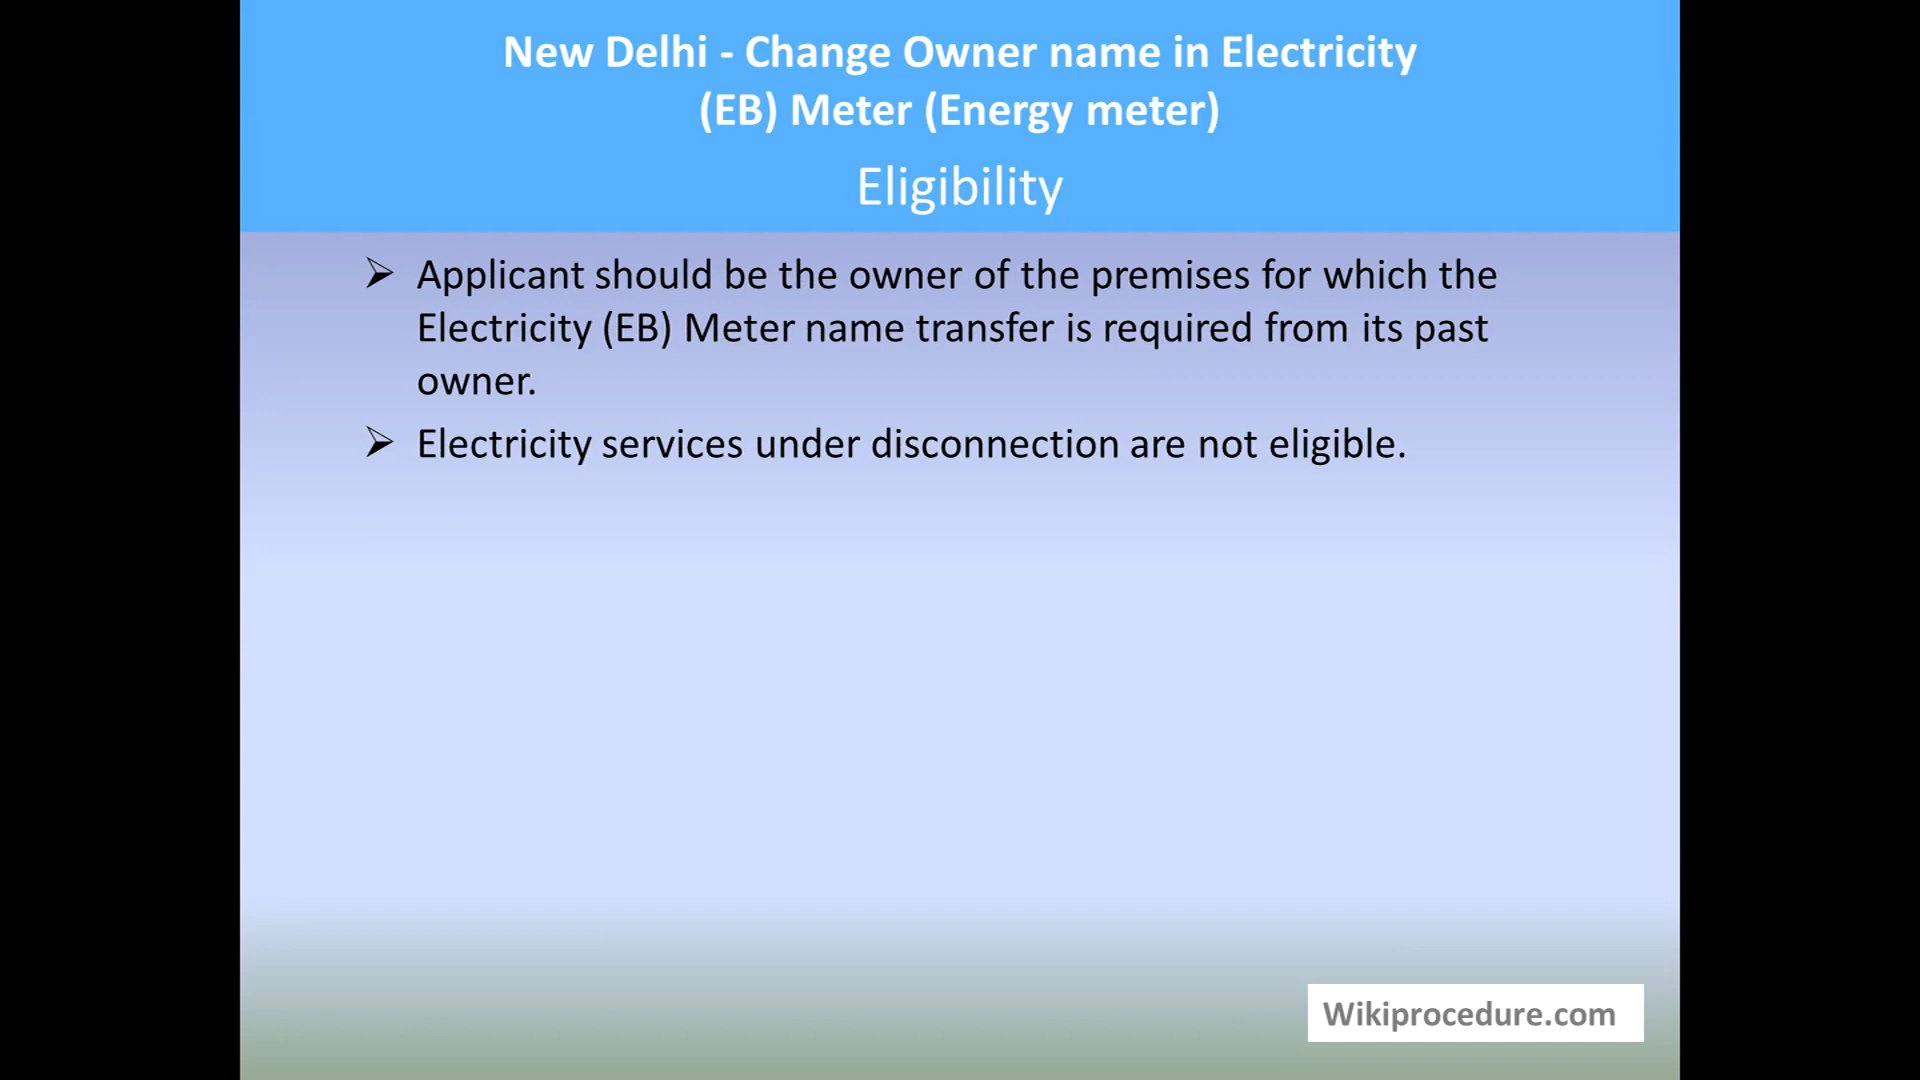 New Delhi - Change Owner name in Electricity
(EB) Meter (Energy meter)
Eligibility
➢ Applicant should be the owner of the premises for which the
Electricity (EB) Meter name transfer is required from its past
owner.
➢ Electricity services under disconnection are not eligible.
Wikiprocedure.com